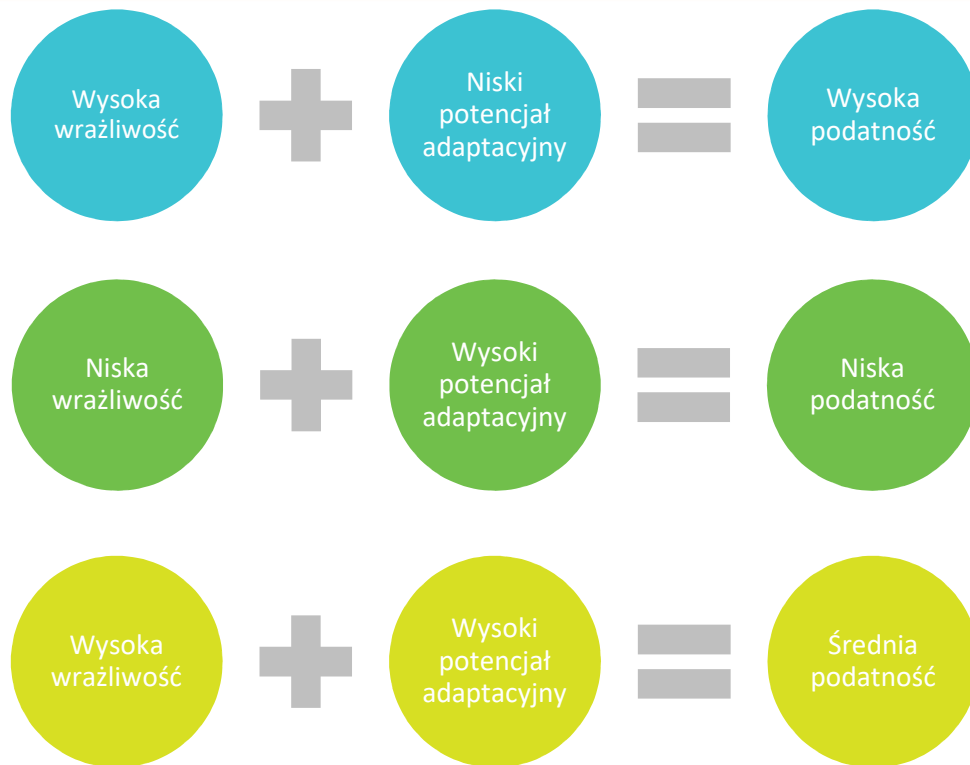 Wysoka
wrażliwość
Niski
potencjał
adaptacyjny
Wysoka
podatność
Niska
wrażliwość
Wysoki
potencjał
adaptacyjny
Niska
podatność
Wysoka
wrażliwość
Wysoki
potencjał
adaptacyjny
Średnia
podatność